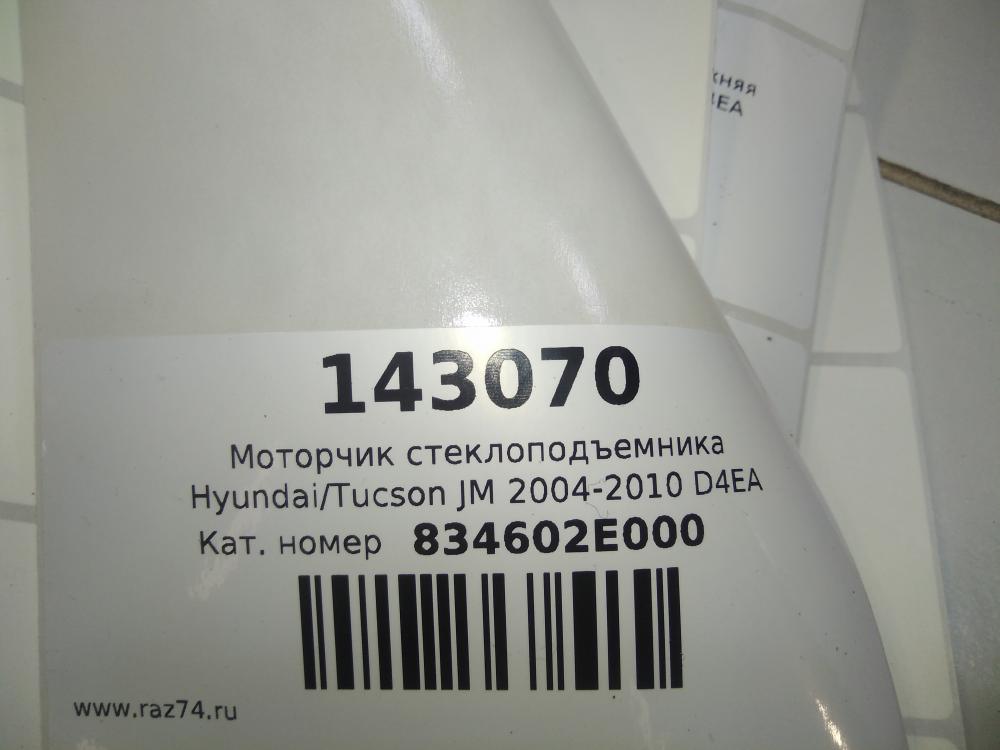 143070
Моторчик стеклоподъемника
Hyundai/Tucson JM 2004-2010 D4EA
Кат. номер 834602E000
www.raz74.ru